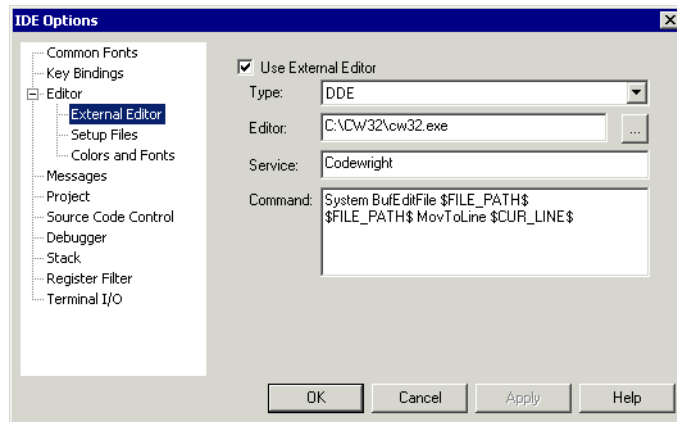 IDE Options
Common Fonts
Key Bindings
Editor
External Editor
Setup Files
Colors and Fonts
Messages
Project
Source Code Control
Debugger
Stack
Register Filter
Terminal I/O
Use External Editor
Type: DDE
Editor: C:\CW32\cw32.exe ...
Service: Codewright
Command: System BufEditFile $FILE_PATH$
$FILE_PATH$ MovToLine $CUR_LINE$
OK Cancel Apply Help